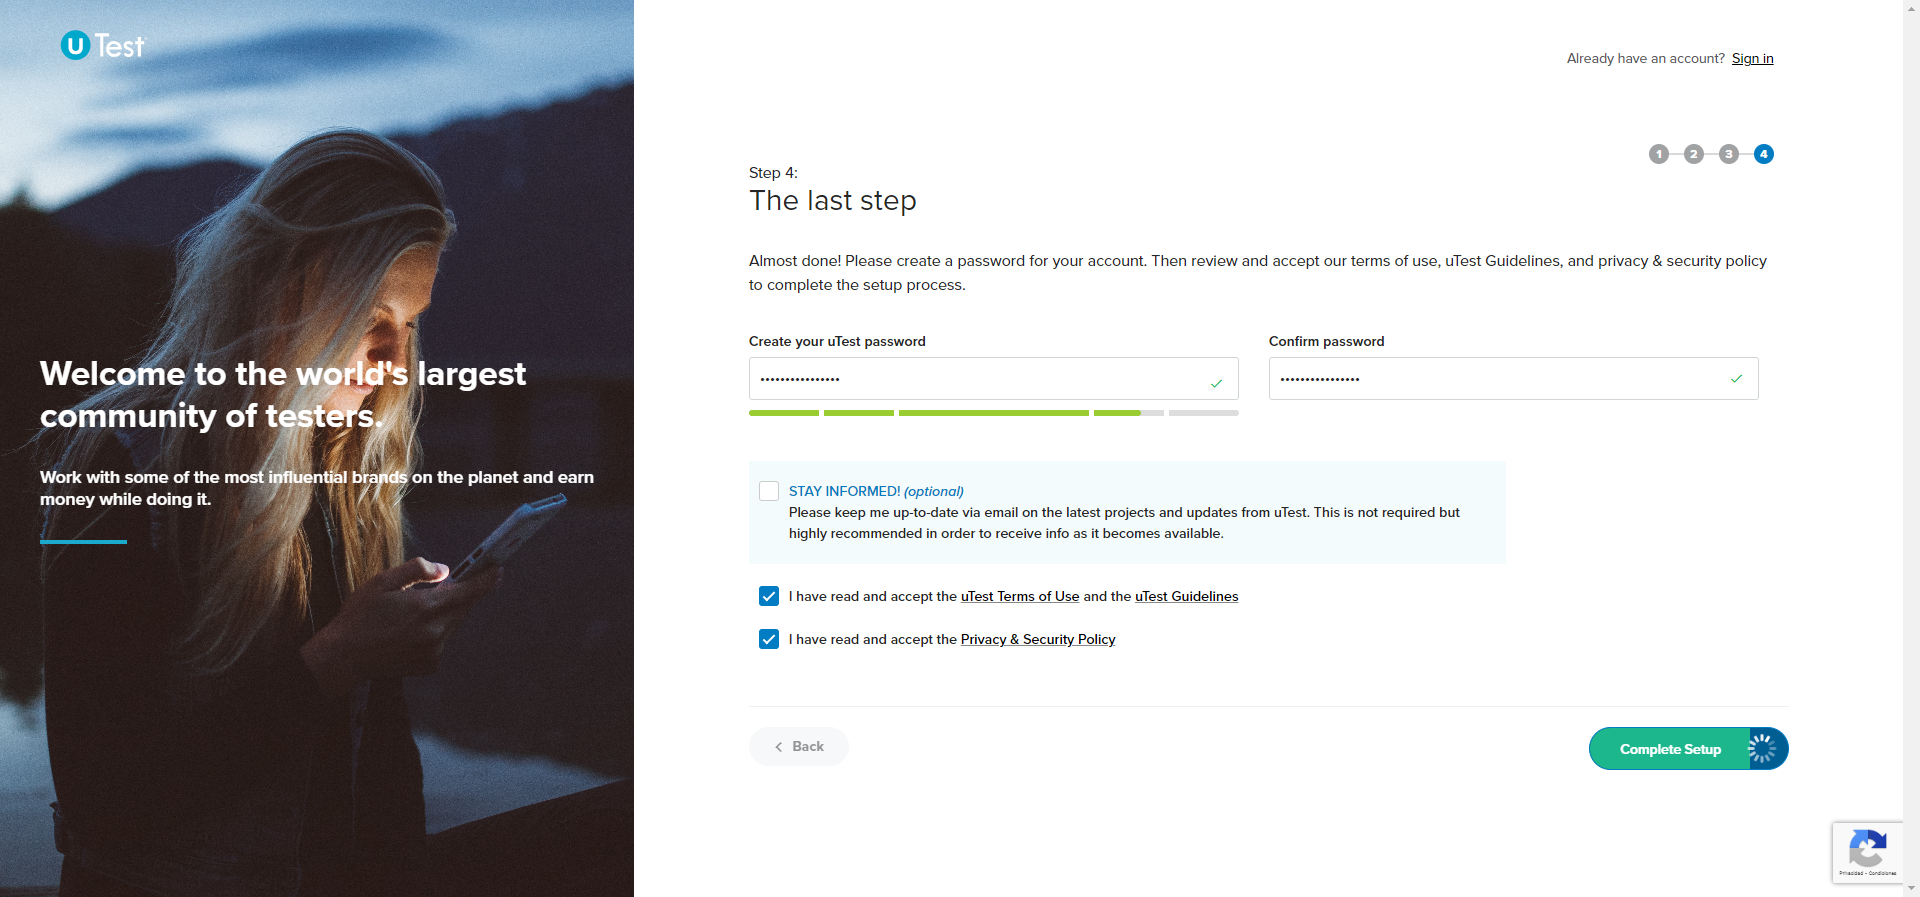 u Test
Welcome to the world's largest
community of testers.
Work with some of the most influential brands on the planet and earn
money while doing it.
Already have an account? Sign in
1 2 3 4
Step 4:
The last step
Almost done! Please create a password for your account. Then review and accept our terms of use, uTest Guidelines, and privacy & security policy
to complete the setup process.
Create your uTest password
Confirm password
••••••••••••••••
••••••••••••••••
STAY INFORMED! (optional)
Please keep me up-to-date via email on the latest projects and updates from uTest. This is not required but
highly recommended in order to receive info as it becomes available.
I have read and accept the uTest Terms of Use and the uTest Guidelines
I have read and accept the Privacy & Security Policy
Back
Complete Setup
Privacidad - Condiciones